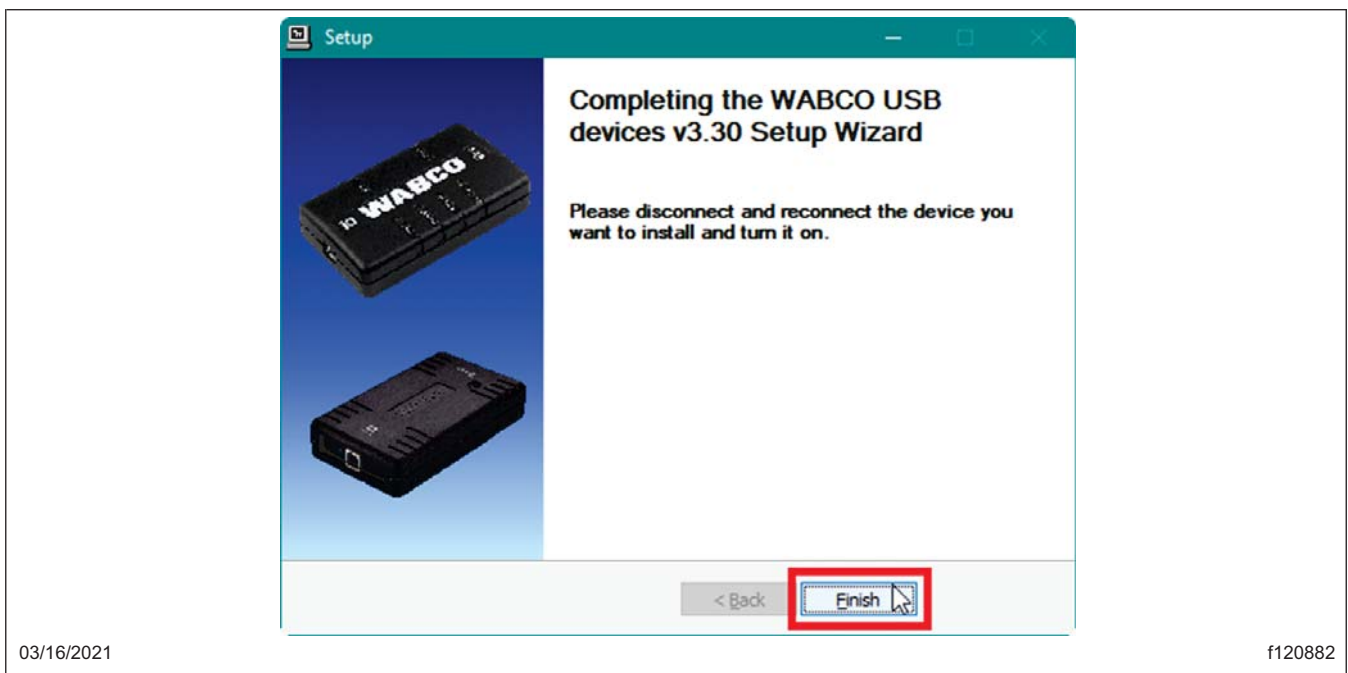 Setup
Completing the WABCO USB
devices v3.30 Setup Wizard
Please disconnect and reconnect the device you
want to install and turn it on.
WABCO
< Back
Finish
03/16/2021
f120882